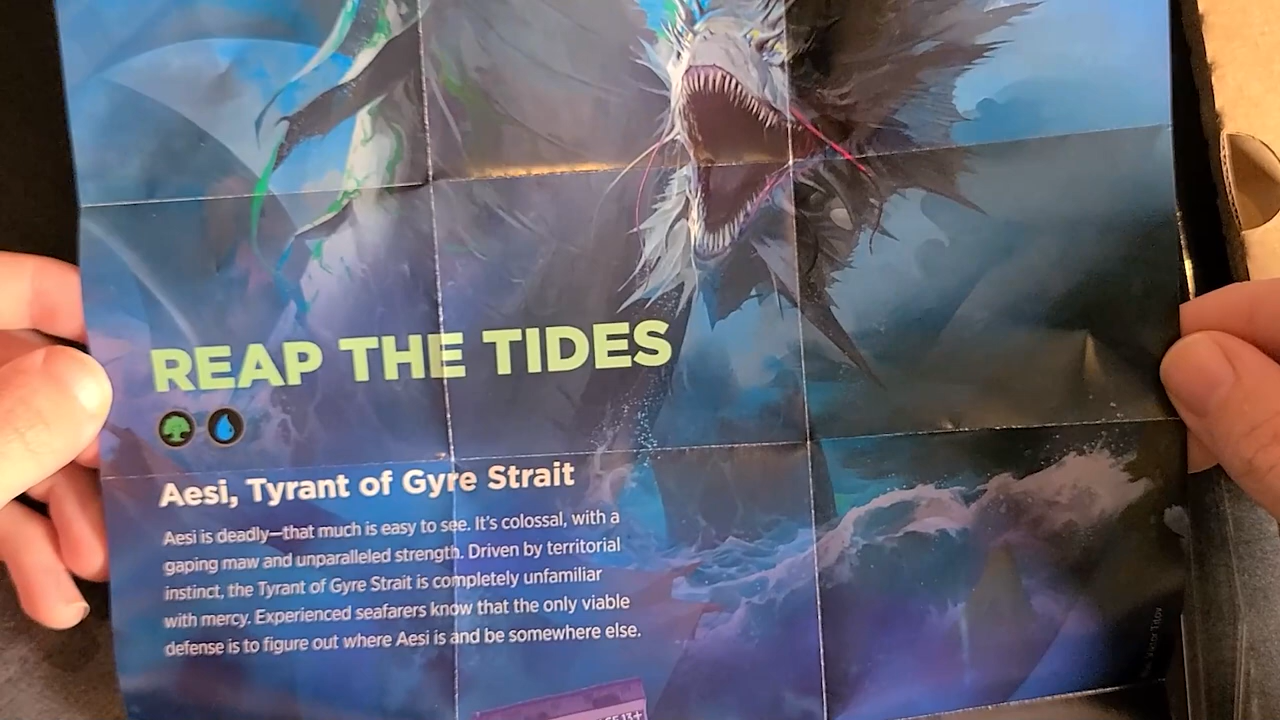 REAP THE TIDES
Aesi, Tyrant of Gyre Strait
Aesi is deadly—that much is easy to see. It's colossal, with a
gaping maw and unparalleled strength. Driven by territorial
instinct, the Tyrant of Gyre Strait is completely unfamiliar
with mercy. Experienced seafarers know that the only viable
defense is to figure out where Aesi is and be somewhere else.
13+